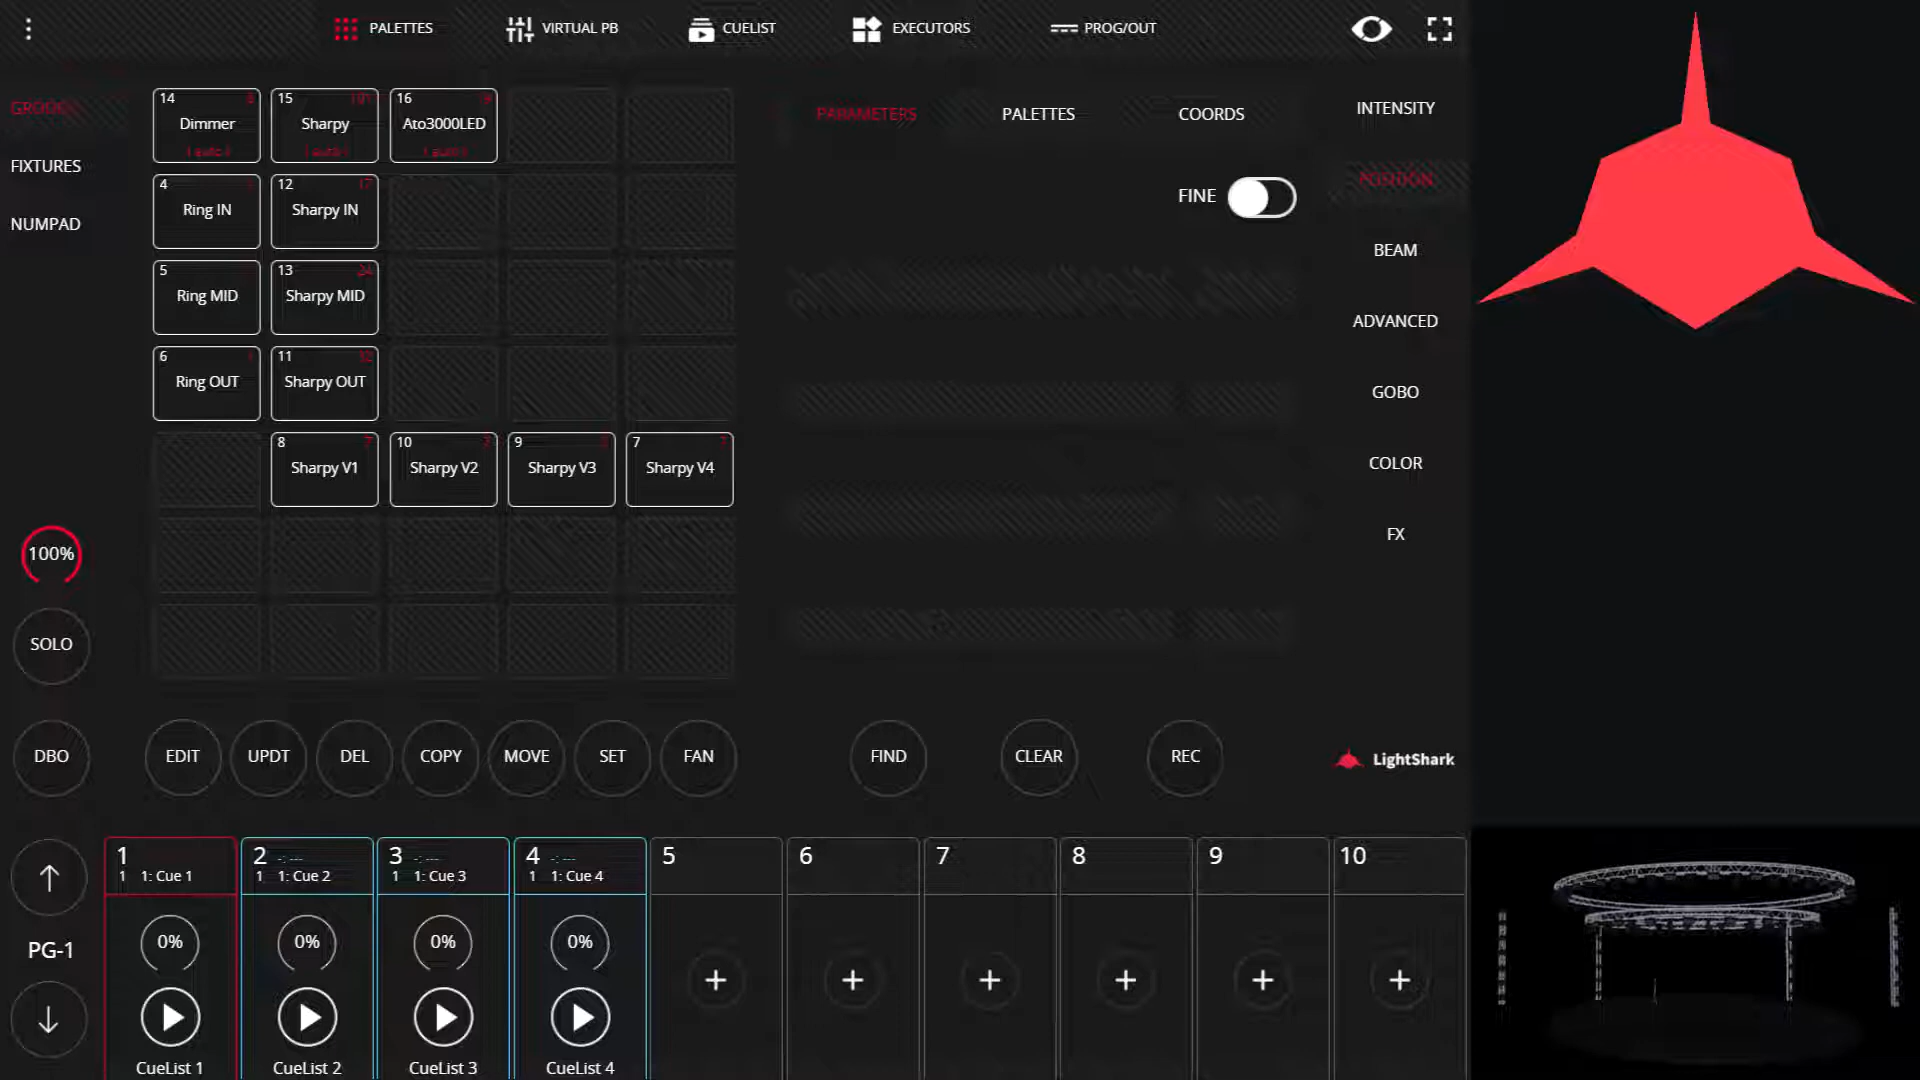 PALETTES
VIRTUAL PB
CUELIST
EXECUTORS
PROG/OUT
FIXTURES
NUMPAD
14
Dimmer
( auto )
15
Sharpy
( auto )
16
Ato3000LED
( auto )
4
Ring IN
12
Sharpy IN
5
Ring MID
13 24
Sharpy MID
6
Ring OUT
11
Sharpy OUT
8
Sharpy V1
10
Sharpy V2
9
Sharpy V3
7
Sharpy V4
PARAMETERS
PALETTES
COORDS
FINE
INTENSITY
POSITION
BEAM
ADVANCED
GOBO
COLOR
FX
100%
SOLO
DBO
EDIT
UPDT
DEL
COPY
MOVE
SET
FAN
FIND
CLEAR
REC
LightShark
PG-1
1
1 1: Cue 1
0%
CueList 1
2 -: ---
1 1: Cue 2
0%
CueList 2
3 -: ---
1 1: Cue 3
0%
CueList 3
4 -: ---
1 1: Cue 4
0%
CueList 4
5
+
6
+
7
+
8
+
9
+
10
+